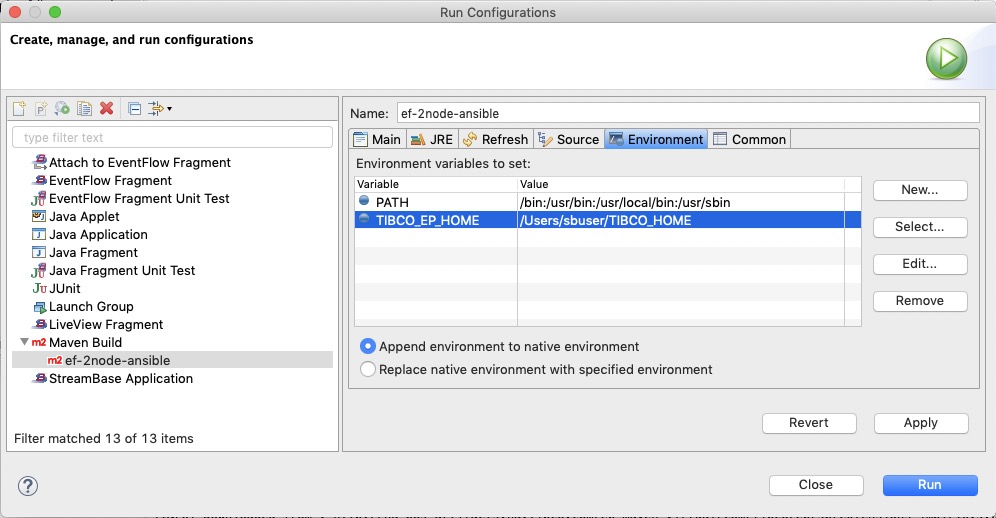 Run Configurations
Create, manage, and run configurations
type filter text
Attach to EventFlow Fragment
EventFlow Fragment
EventFlow Fragment Unit Test
Java Applet
Java Application
Java Fragment
Java Fragment Unit Test
JUnit
Launch Group
LiveView Fragment
Maven Build
ef-2node-ansible
StreamBase Application
Filter matched 13 of 13 items
Name: ef-2node-ansible
Main JRE Refresh Source Environment Common
Environment variables to set:
Variable Value
PATH /bin:/usr/bin:/usr/local/bin:/usr/sbin
TIBCO_EP_HOME /Users/sbuser/TIBCO_HOME
New...
Select...
Edit...
Remove
Append environment to native environment
Replace native environment with specified environment
Revert Apply
Close Run